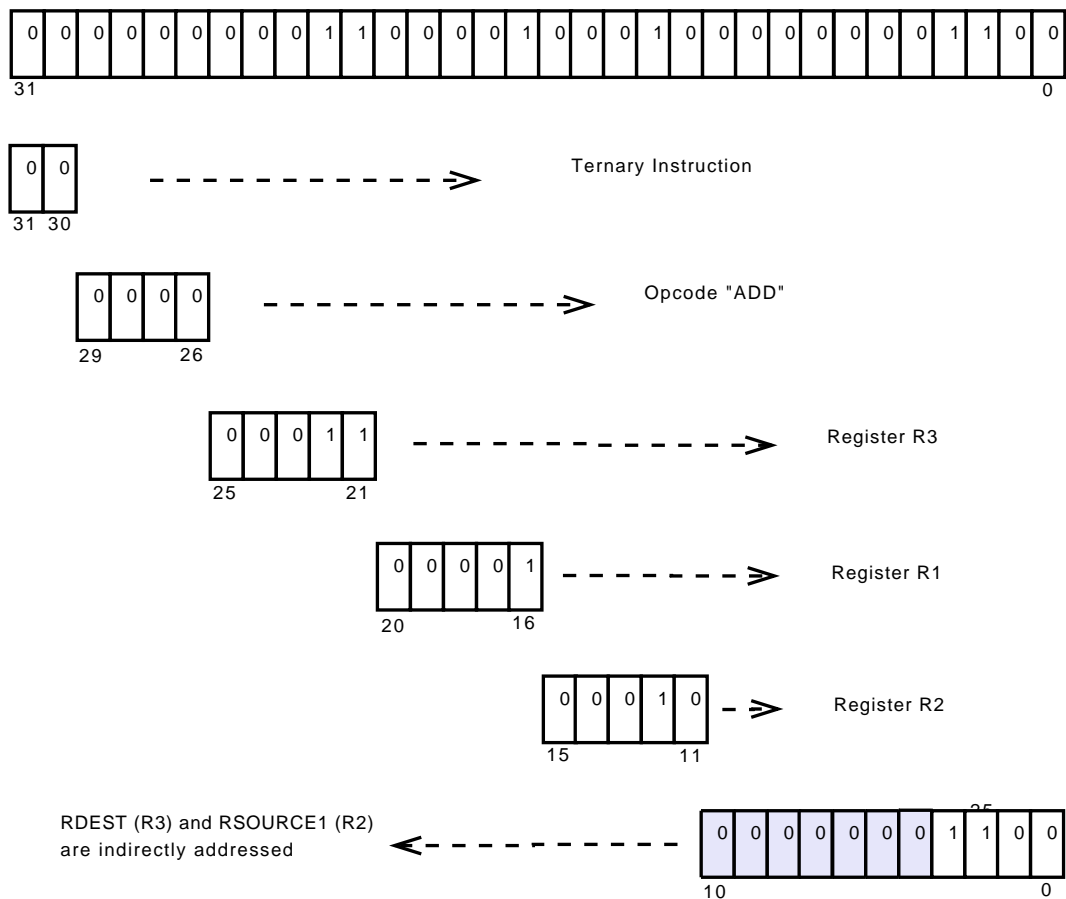 0 0 0 0 0 0 0 0 0 1 1 0 0 0 0 1 0 0 0 1 0 0 0 0 0 0 0 0 1 1 0 0
31 0
0 0 Ternary Instruction
31 30
0 0 0 0 Opcode "ADD"
29 26
0 0 0 1 1 Register R3
25 21
0 0 0 0 1 Register R1
20 16
0 0 0 1 0 Register R2
15 11
RDEST (R3) and RSOURCE1 (R2)
are indirectly addressed
0 0 0 0 0 0 0 1 1 0 0
10 0